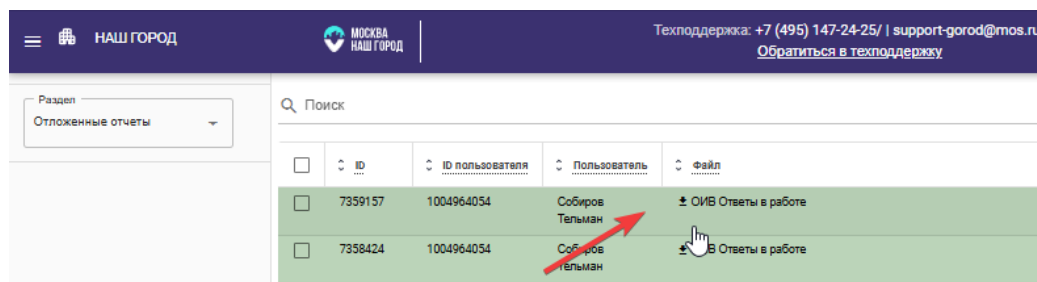 НАШ ГОРОД
МОСКВА
НАШ ГОРОД
Техподдержка: +7 (495) 147-24-25/ | support-gorod@mos.ru
Обратиться в техподдержку
Раздел
Отложенные отчеты
Поиск
ID ID пользователя Пользователь Файл
7359157 1004964054 Собиров Тельман ОИВ Ответы в работе
7358424 1004964054 Тельман Ответы в работе